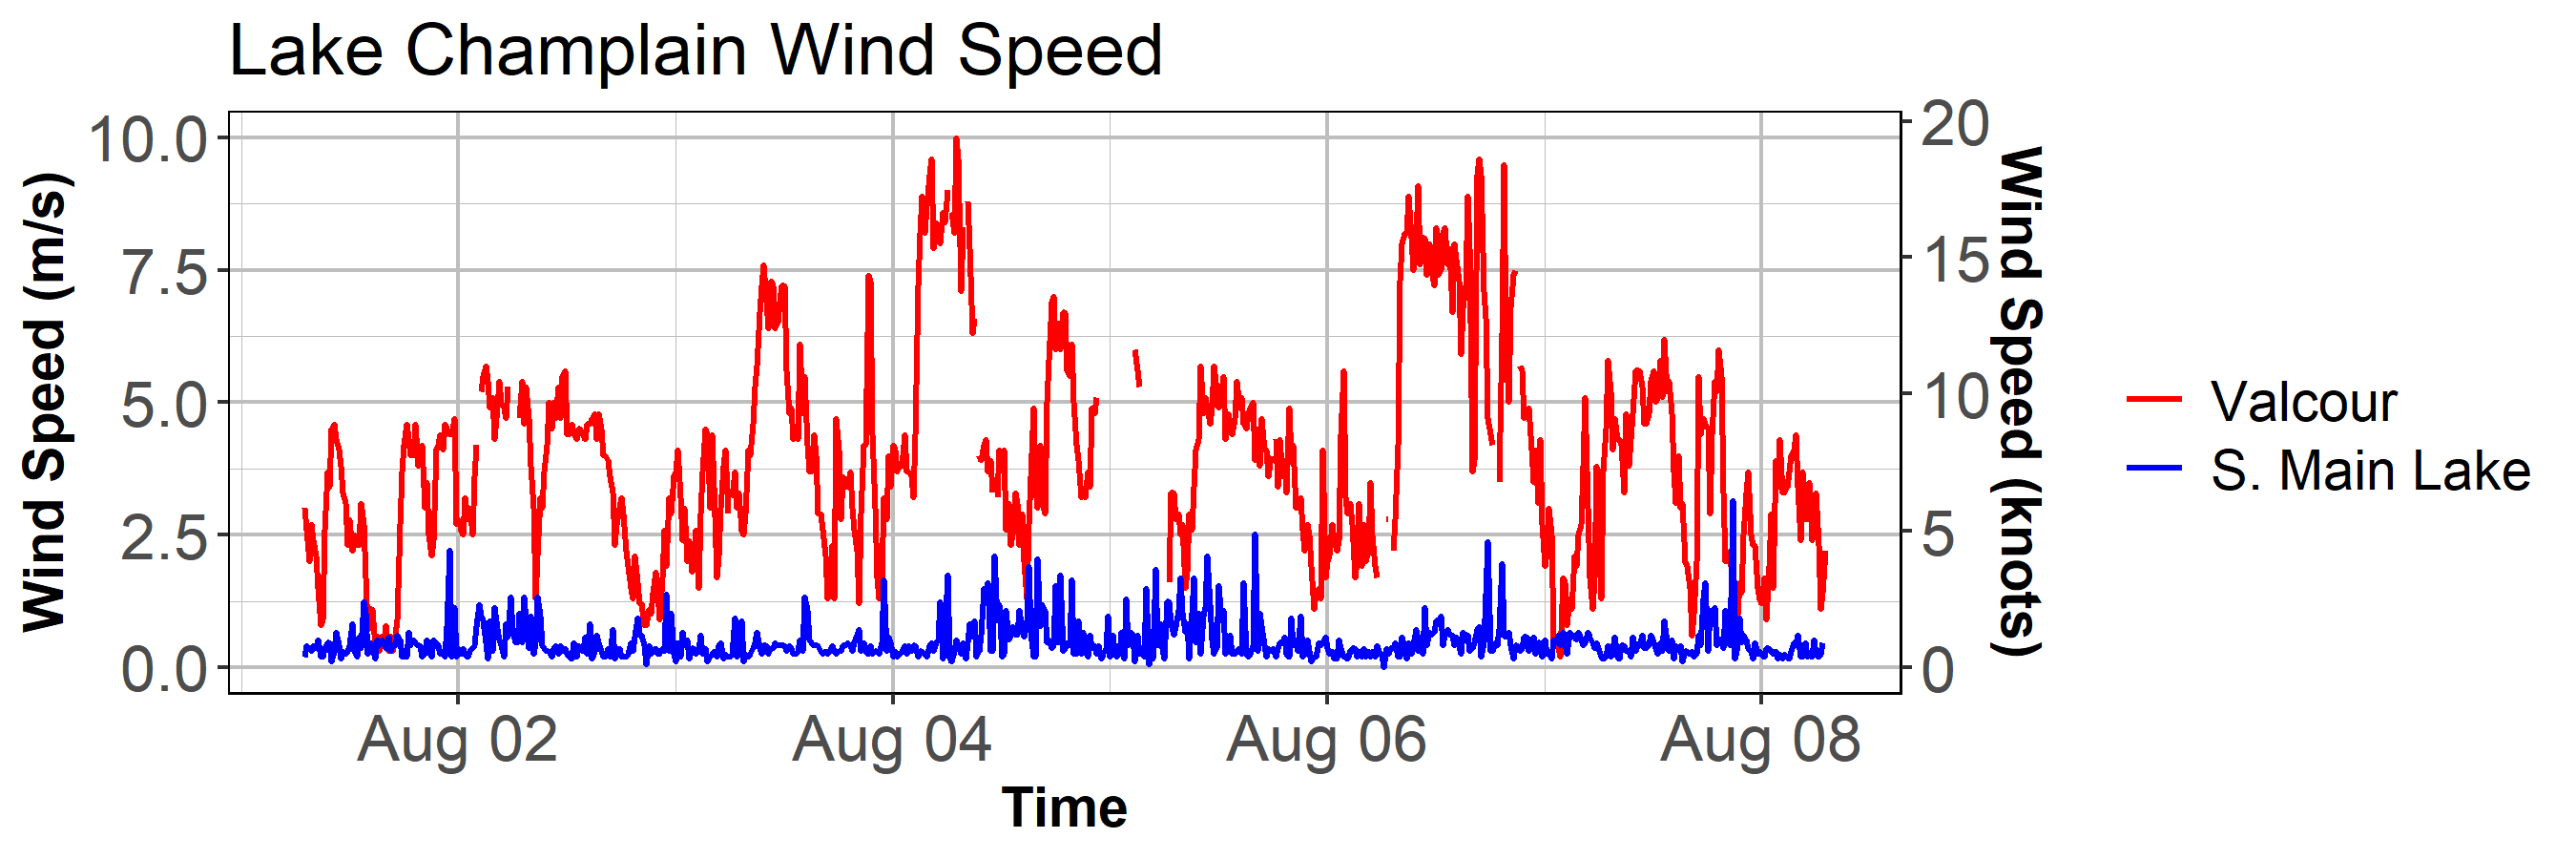 Lake Champlain Wind Speed
Wind Speed (m/s)
10.0
7.5
5.0
2.5
0.0
20
15
10
5
0
Wind Speed (knots)
Aug 02
Aug 04
Aug 06
Aug 08
Time
Valcour
S. Main Lake